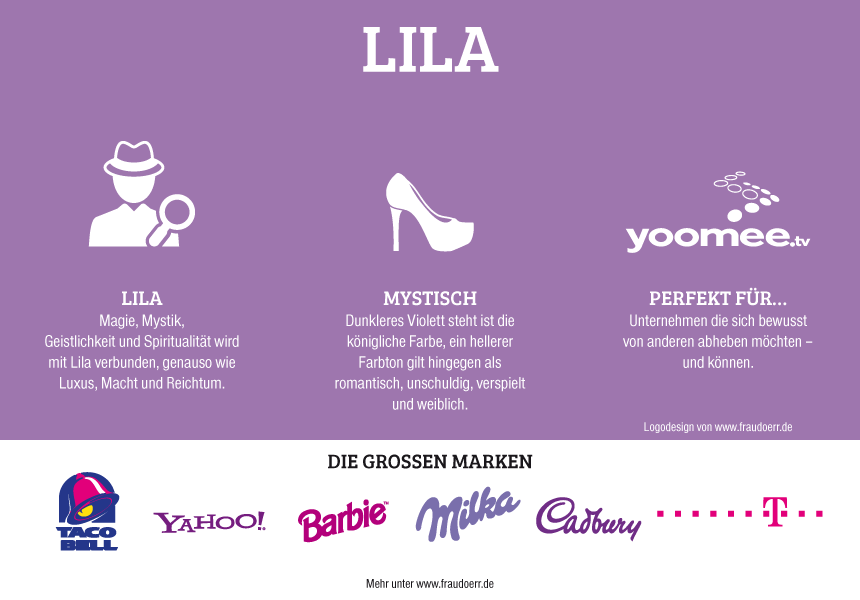 LILA
yoomee.tv
LILA
Magie, Mystik,
Geistlichkeit und Spiritualität wird
mit Lila verbunden, genauso wie
Luxus, Macht und Reichtum.
MYSTISCH
Dunkleres Violett steht ist die
königliche Farbe, ein hellerer
Farbton gilt hingegen als
romantisch, unschuldig, verspielt
und weiblich.
PERFEKT FÜR...
Unternehmen die sich bewusst
von anderen abheben möchten –
und können.
Logodesign von www.fraudoerr.de
DIE GROSSEN MARKEN
TACO
BELL
YAHOO!
Barbie™
Milka
Cadbury
T
Mehr unter www.fraudoerr.de